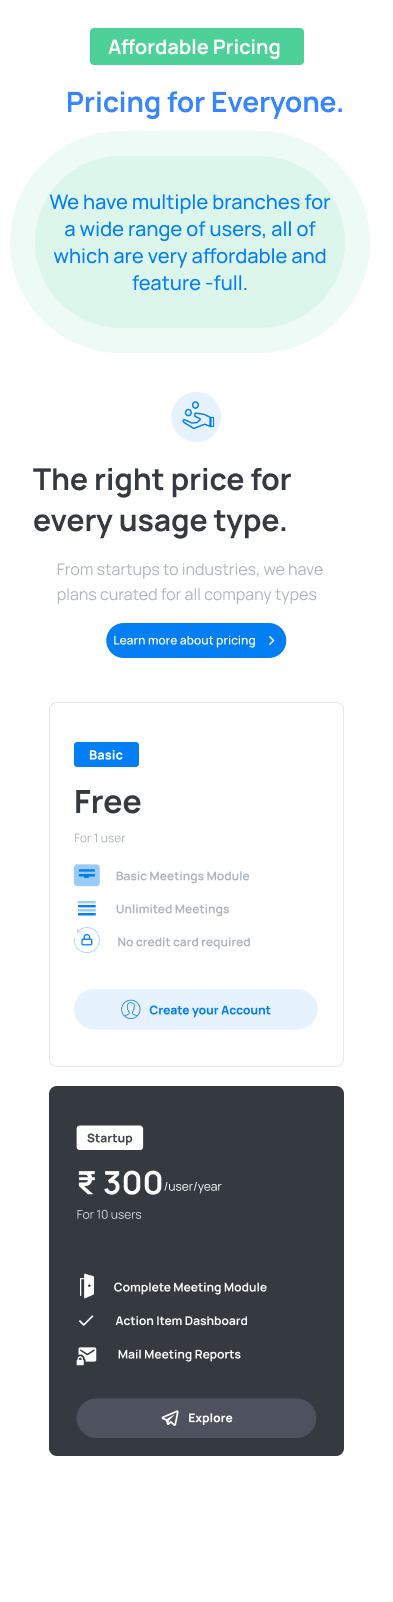 Affordable Pricing
Pricing for Everyone.
We have multiple branches for
a wide range of users, all of
which are very affordable and
feature -full.
The right price for
every usage type.
From startups to industries, we have
plans curated for all company types
Learn more about pricing
Basic
Free
For 1 user
Basic Meetings Module
Unlimited Meetings
No credit card required
Create your Account
Startup
₹ 300/user/year
For 10 users
Complete Meeting Module
Action Item Dashboard
Mail Meeting Reports
Explore